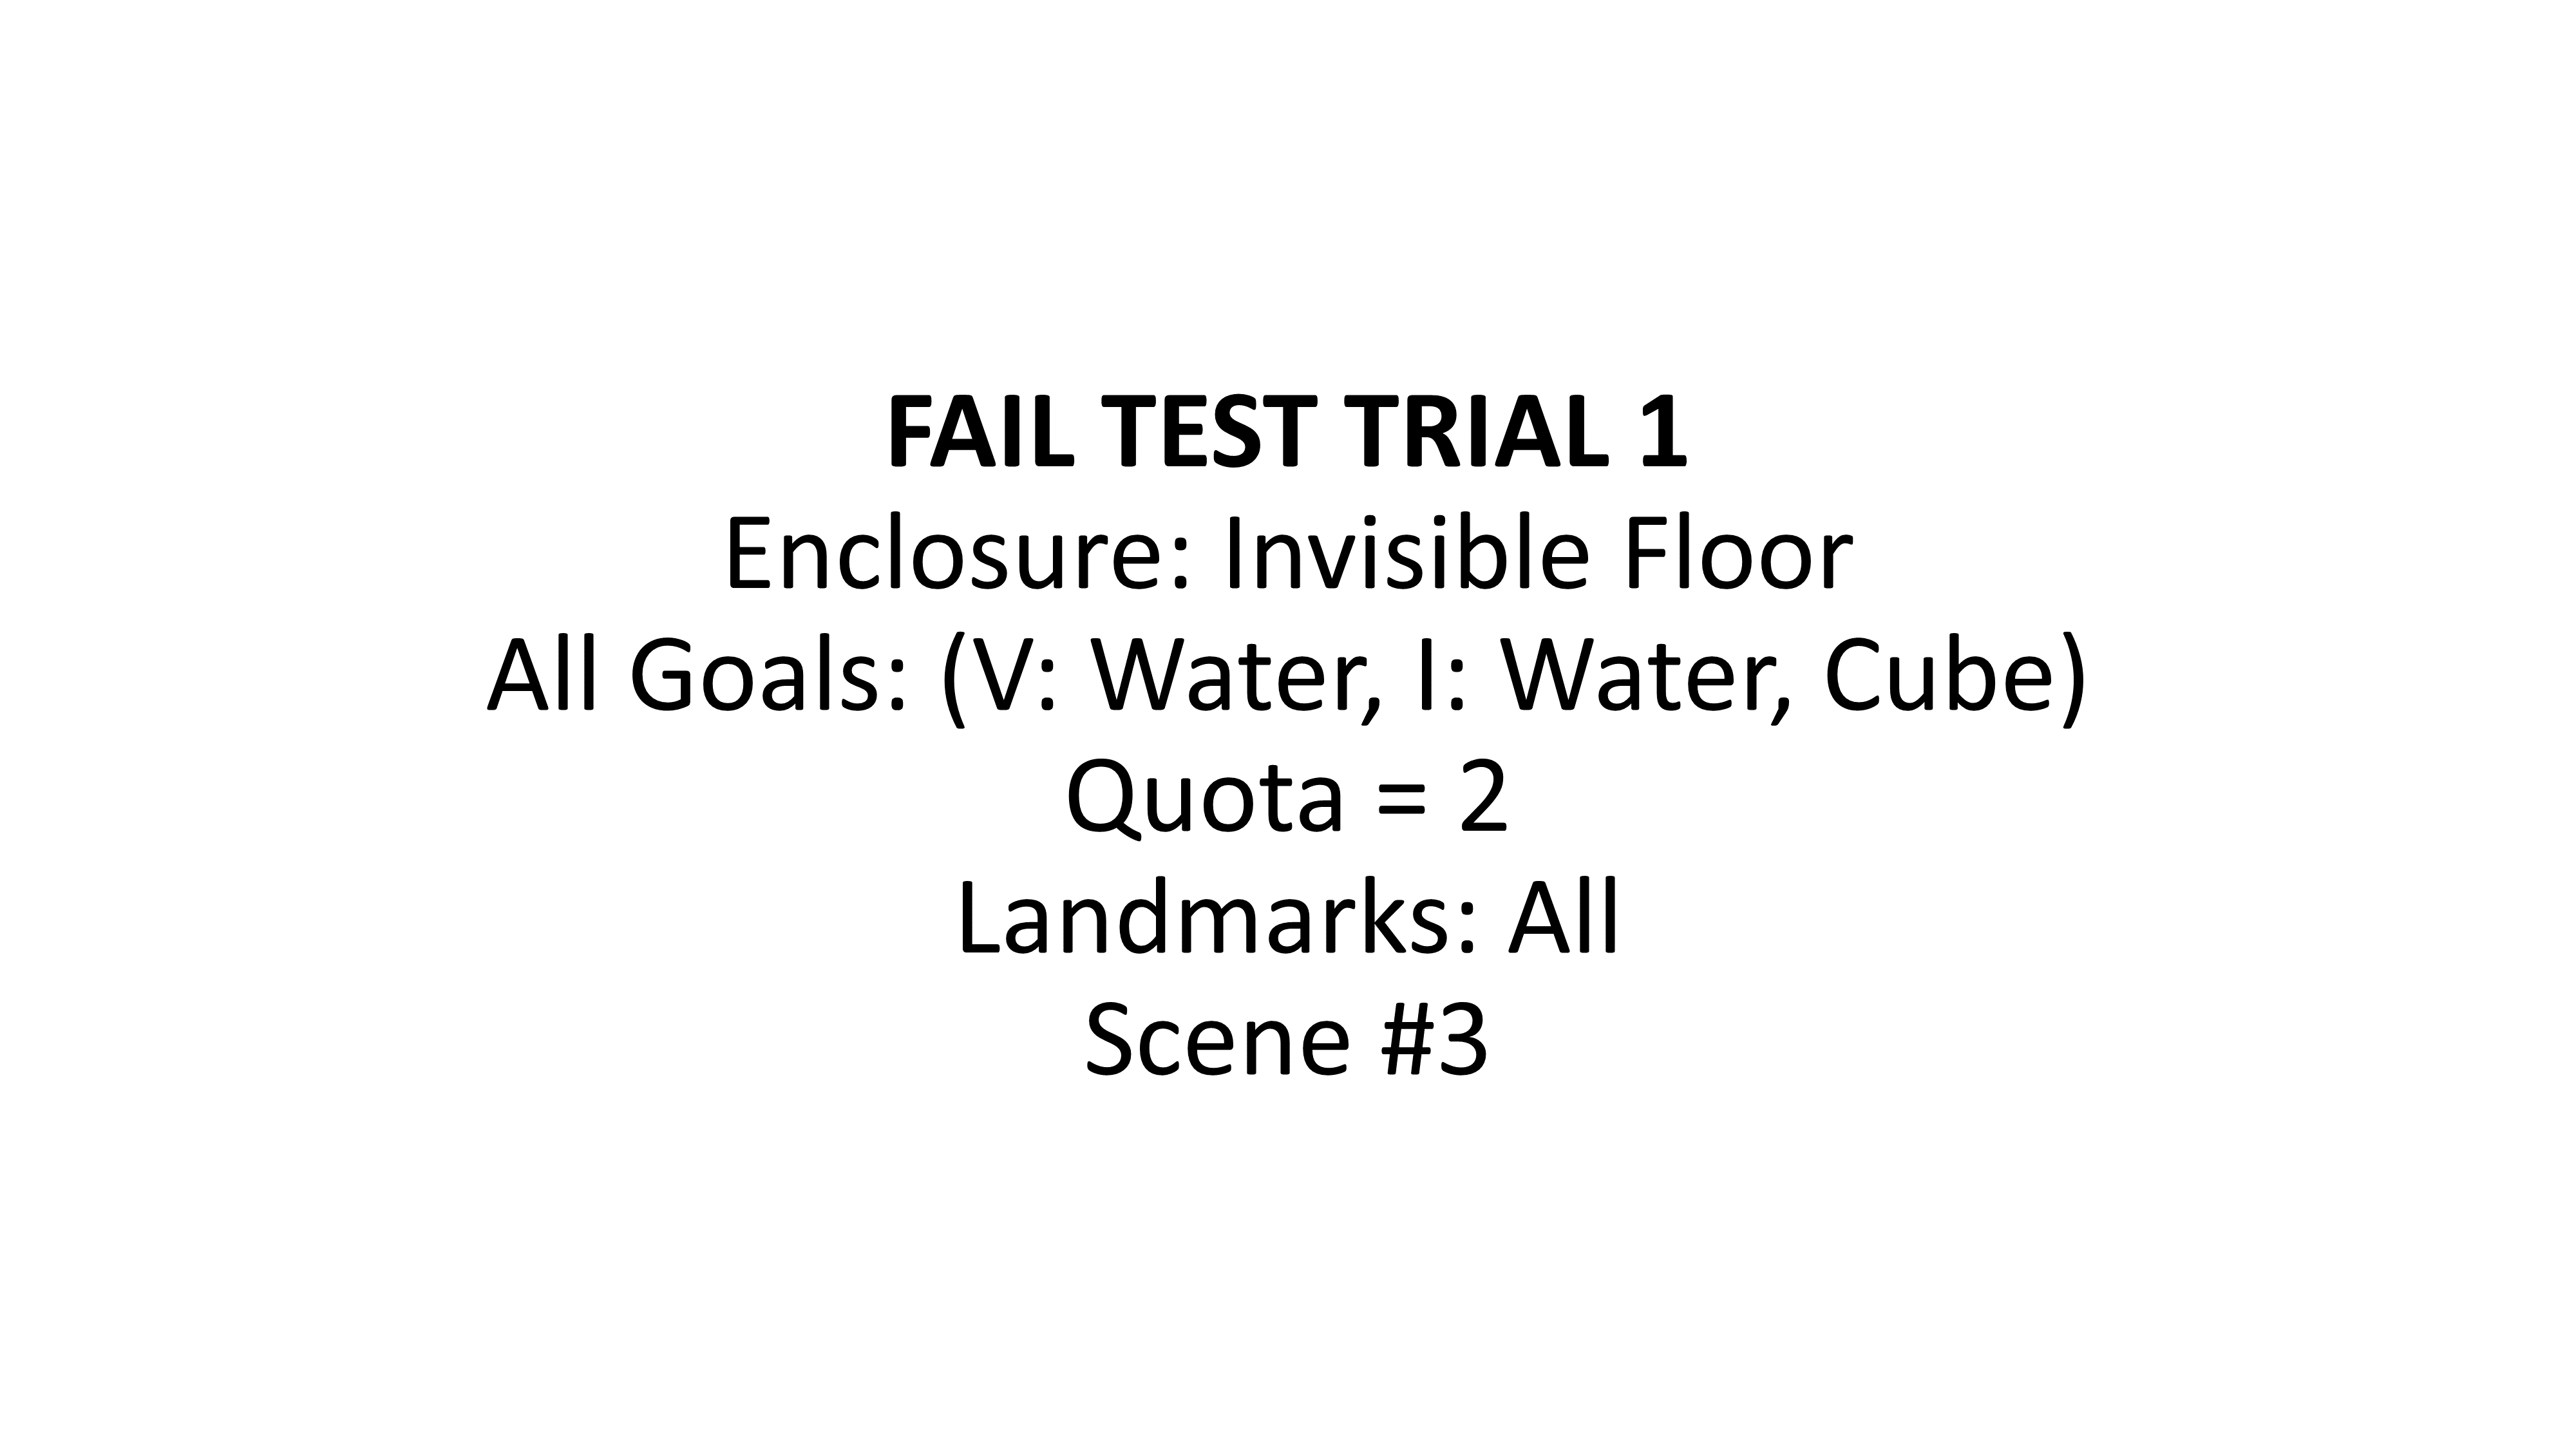 FAIL TEST TRIAL 1
Enclosure: Invisible Floor
All Goals: (V: Water, I: Water, Cube)
Quota = 2
Landmarks: All
Scene #3